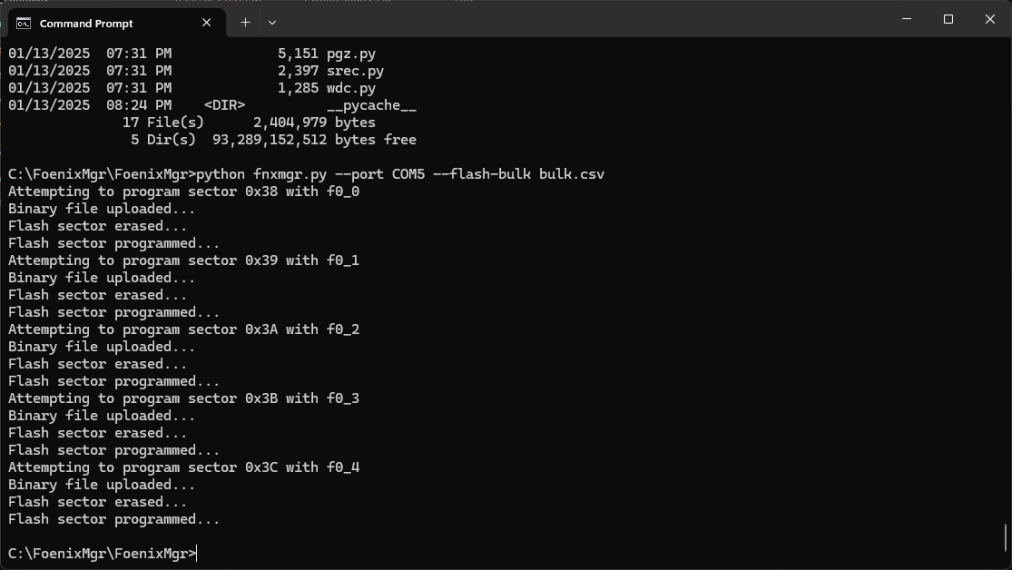 Command Prompt
01/13/2025  07:31 PM             5,151 pgz.py
01/13/2025  07:31 PM             2,397 srec.py
01/13/2025  07:31 PM             1,285 wdc.py
01/13/2025  08:24 PM    <DIR>          __pycache__
              17 File(s)      2,404,979 bytes
               5 Dir(s)  93,289,152,512 bytes free
C:\FoenixMgr\FoenixMgr>python fnxmgr.py --port COM5 --flash-bulk bulk.csv
Attempting to program sector 0x38 with f0_0
Binary file uploaded...
Flash sector erased...
Flash sector programmed...
Attempting to program sector 0x39 with f0_1
Binary file uploaded...
Flash sector erased...
Flash sector programmed...
Attempting to program sector 0x3A with f0_2
Binary file uploaded...
Flash sector erased...
Flash sector programmed...
Attempting to program sector 0x3B with f0_3
Binary file uploaded...
Flash sector erased...
Flash sector programmed...
Attempting to program sector 0x3C with f0_4
Binary file uploaded...
Flash sector erased...
Flash sector programmed...
C:\FoenixMgr\FoenixMgr>